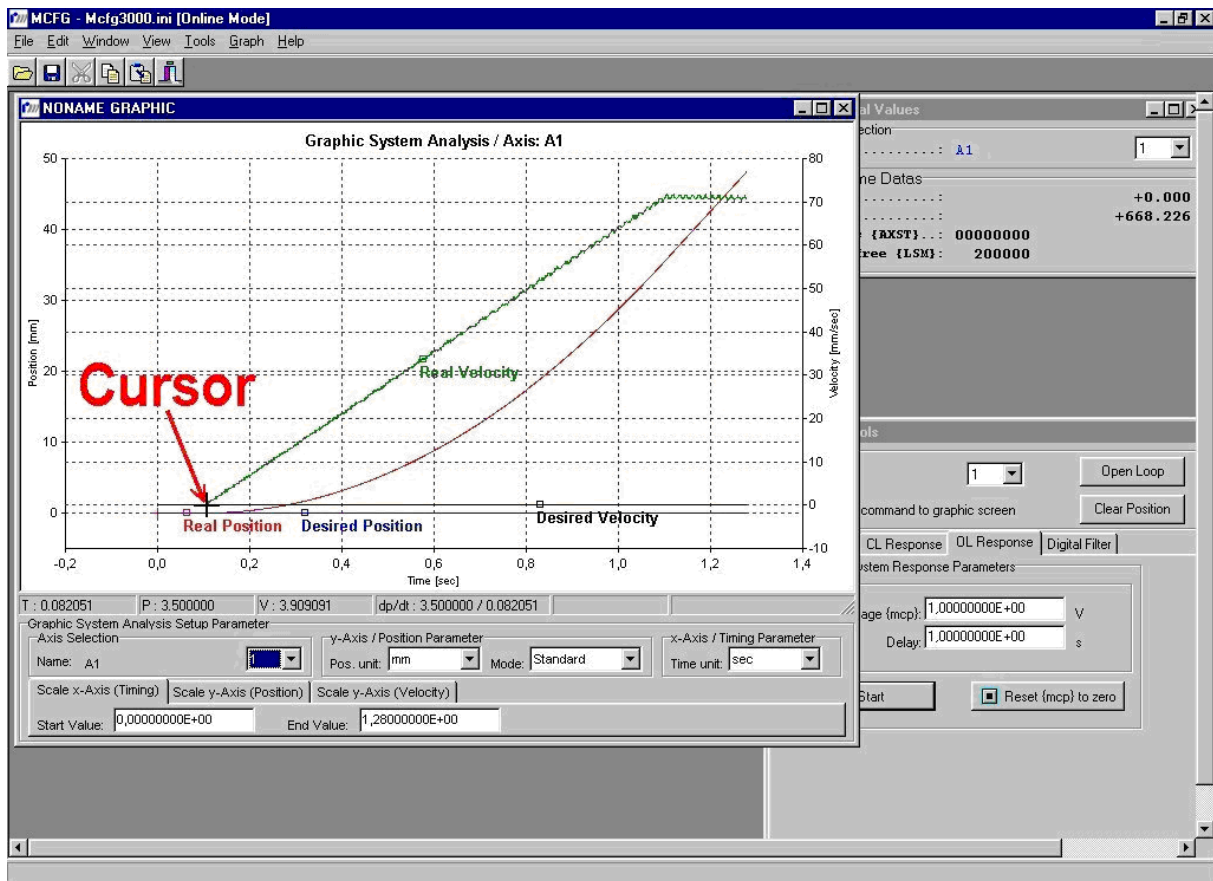 MCFG - Mcfg3000.ini [Online Mode]
File Edit Window View Tools Graph Help
NONAME GRAPHIC
Graphic System Analysis / Axis: A1
50
40
30
20
10
0
Position [mm]
80
70
60
50
40
30
20
10
0
-10
Velocity [mm/sec]
Cursor
Real Velocity
Real Position
Desired Position
Desired Velocity
-0,2 0,0 0,2 0,4 0,6 0,8 1,0 1,2 1,4
Time [sec]
T : 0.082051 P : 3.500000 V : 3.909091 dp/dt : 3.500000 / 0.082051
Graphic System Analysis Setup Parameter
Axis Selection
Name: A1 1
y-Axis / Position Parameter
Pos. unit: mm Mode: Standard
x-Axis / Timing Parameter
Time unit: sec
Scale x-Axis (Timing) Scale y-Axis (Position) Scale y-Axis (Velocity)
Start Value: 0,00000000E+00 End Value: 1,28000000E+00
al Values
ection
.........: A1 1
me Datas
.........: +0.000
.........: +668.226
{AXST}..: 00000000
ree {LSM}: 200000
ols
1 Open Loop
command to graphic screen Clear Position
CL Response OL Response Digital Filter
ystem Response Parameters
age {mcp}: 1,00000000E+00 V
Delay: 1,00000000E+00 s
Start Reset {mcp} to zero